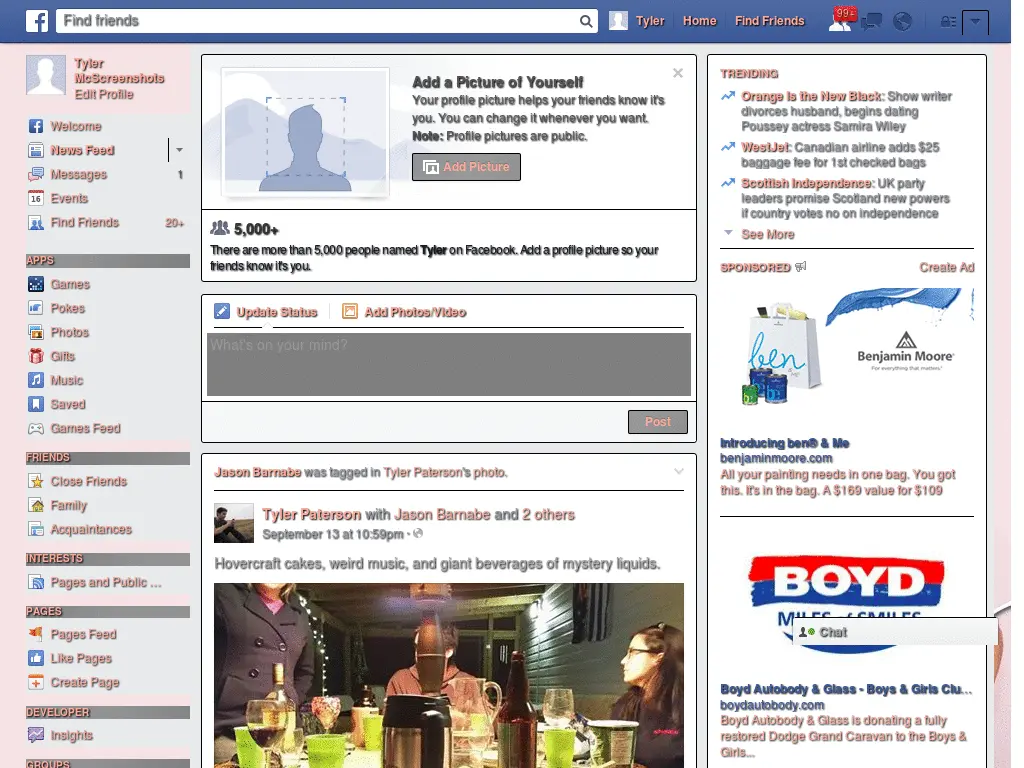 Find friends
Tyler
Home
Find Friends
99+
Tyler
McScreenshots
Edit Profile
Welcome
News Feed
Messages 1
16 Events
Find Friends 20+
APPS
Games
Pokes
Photos
Gifts
Music
Saved
Games Feed
FRIENDS
Close Friends
Family
Acquaintances
INTERESTS
Pages and Public ...
PAGES
Pages Feed
Like Pages
Create Page
DEVELOPER
Insights
GROUPS
Add a Picture of Yourself
Your profile picture helps your friends know it's
you. You can change it whenever you want.
Note: Profile pictures are public.
Add Picture
5,000+
There are more than 5,000 people named Tyler on Facebook. Add a profile picture so your
friends know it's you.
Update Status
Add Photos/Video
What's on your mind?
Post
Jason Barnabe was tagged in Tyler Paterson's photo.
Tyler Paterson with Jason Barnabe and 2 others
September 13 at 10:59pm ·
Hovercraft cakes, weird music, and giant beverages of mystery liquids.
TRENDING
Orange Is the New Black: Show writer
divorces husband, begins dating
Poussey actress Samira Wiley
WestJet: Canadian airline adds $25
baggage fee for 1st checked bags
Scottish Independence: UK party
leaders promise Scotland new powers
if country votes no on independence
See More
SPONSORED
Create Ad
ben
& ME
Benjamin Moore®
For everything that matters.™
Introducing ben® & Me
benjaminmoore.com
All your painting needs in one bag. You got
this. It's in the bag. A $169 value for $109
BOYD
MILES of SMILES
Chat
Boyd Autobody & Glass - Boys & Girls Clu...
boydautobody.com
Boyd Autobody & Glass is donating a fully
restored Dodge Grand Caravan to the Boys &
Girls...